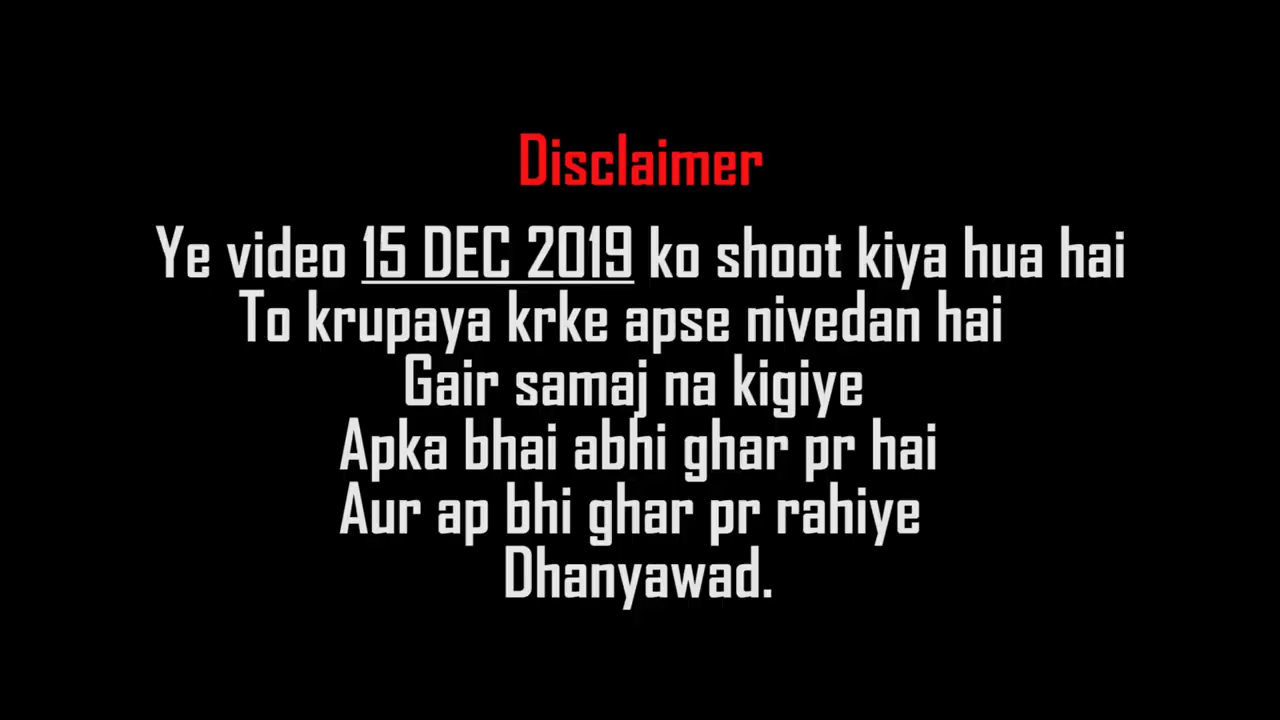 Disclaimer
Ye video 15 DEC 2019 ko shoot kiya hua hai
To krupaya krke apse nivedan hai
Gair samaj na kigiye
Apka bhai abhi ghar pr hai
Aur ap bhi ghar pr rahiye
Dhanyawad.